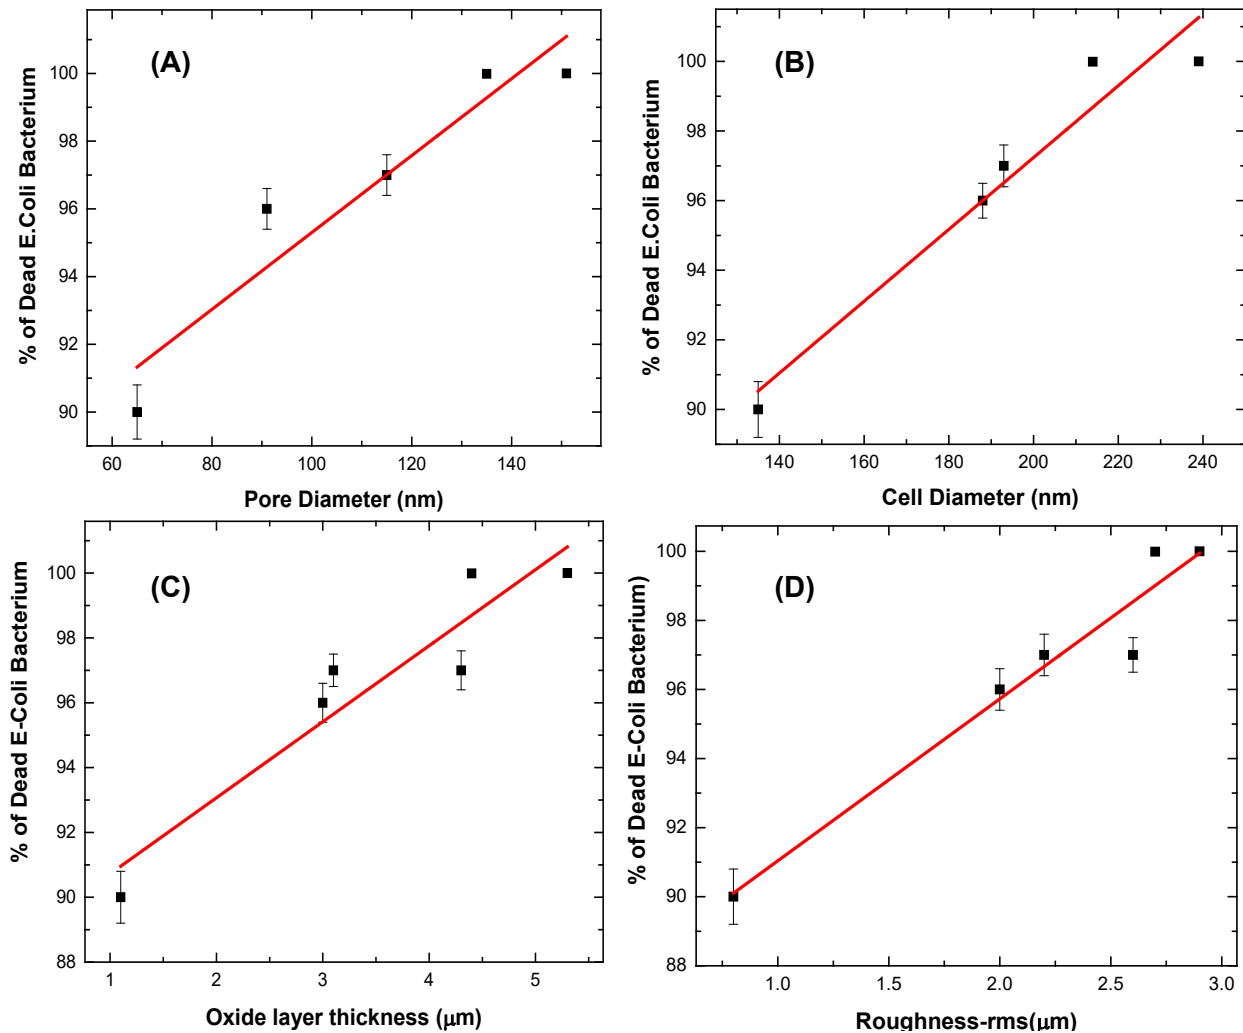 (A)
% of Dead E.Coli Bacterium
100
98
96
94
92
90
60 80 100 120 140
Pore Diameter (nm)
(B)
% of Dead E.Coli Bacterium
100
98
96
94
92
90
140 160 180 200 220 240
Cell Diameter (nm)
(C)
% of Dead E-Coli Bacterium
100
98
96
94
92
90
88
1 2 3 4 5
Oxide layer thickness (μm)
(D)
% of Dead E-Coli Bacterium)
100
98
96
94
92
90
88
1.0 1.5 2.0 2.5 3.0
Roughness-rms(μm)